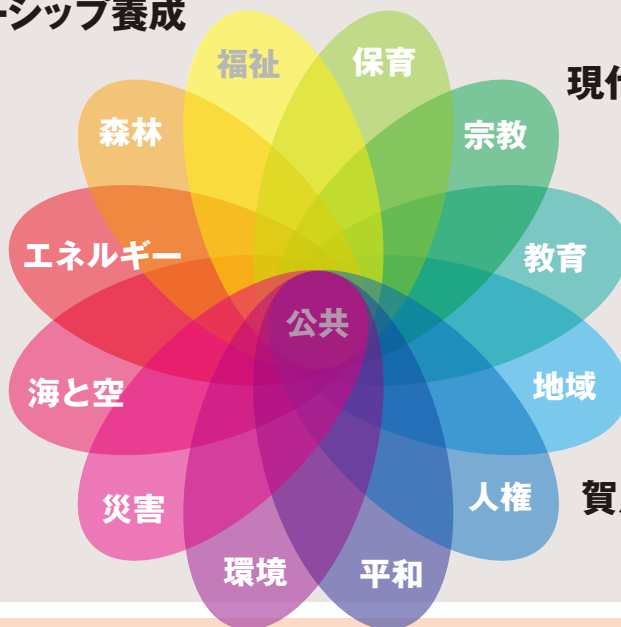 ーシップ養成
福祉
保育
現代
森林
宗教
エネルギー
教育
公共
海と空
地域
災害
人権
賀川
環境
平和